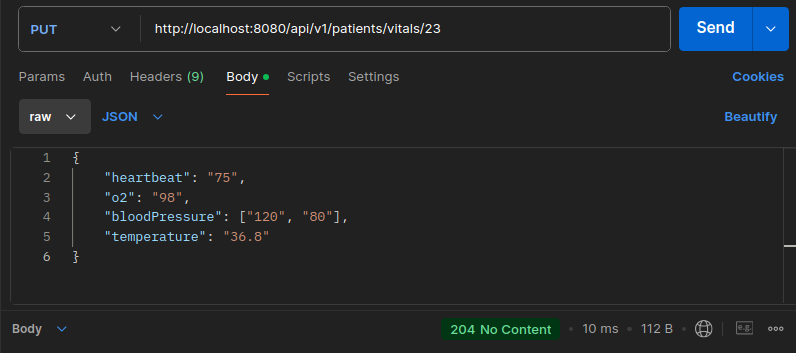 PUT http://localhost:8080/api/v1/patients/vitals/23 Send
Params Auth Headers (9) Body Scripts Settings Cookies
raw JSON Beautify
1 {
2 "heartbeat": "75",
3 "o2": "98",
4 "bloodPressure": ["120", "80"],
5 "temperature": "36.8"
6 }
Body 204 No Content • 10 ms • 112 B e.g.